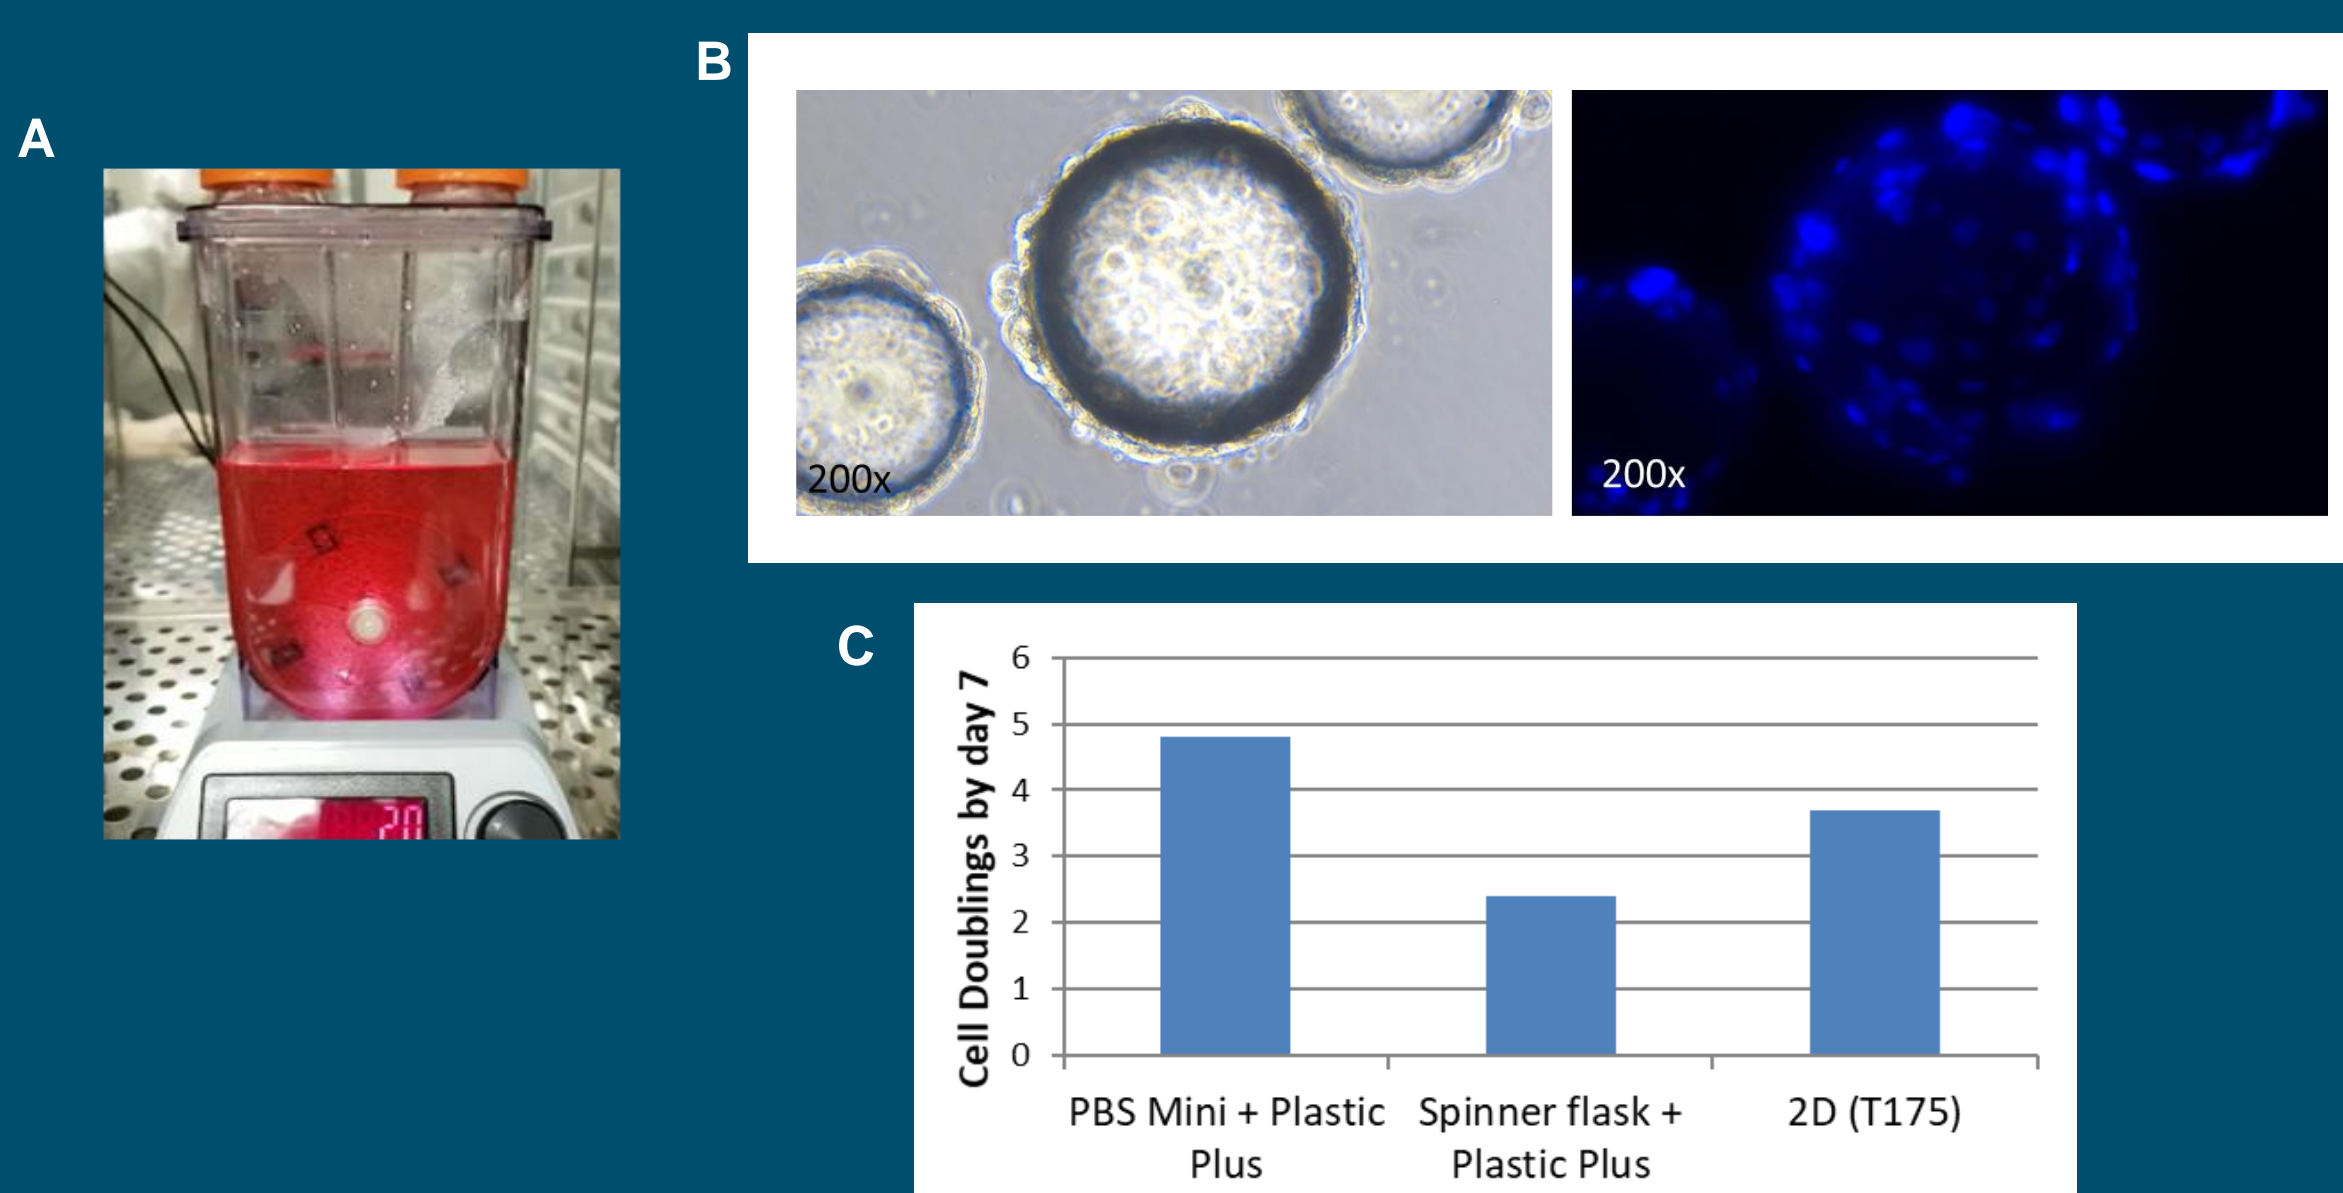 A
20
B
200x
200x
C
Cell Doublings by day 7
6
5
4
3
2
1
0
PBS Mini + Plastic
Plus
Spinner flask +
Plastic Plus
2D (T175)